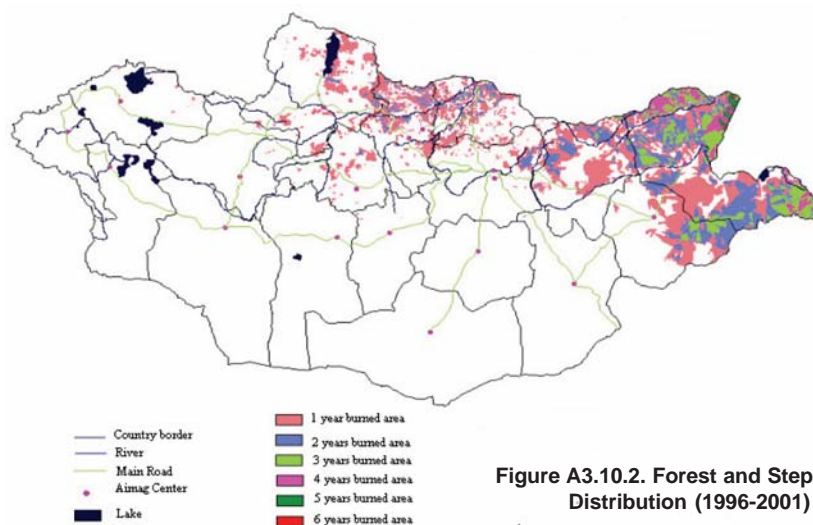 Country border
River
Main Road
Aimag Center
Lake
1 year burned area
2 years burned area
3 years burned area
4 years burned area
5 years burned area
6 years burned area
Figure A3.10.2. Forest and Step
Distribution (1996-2001)